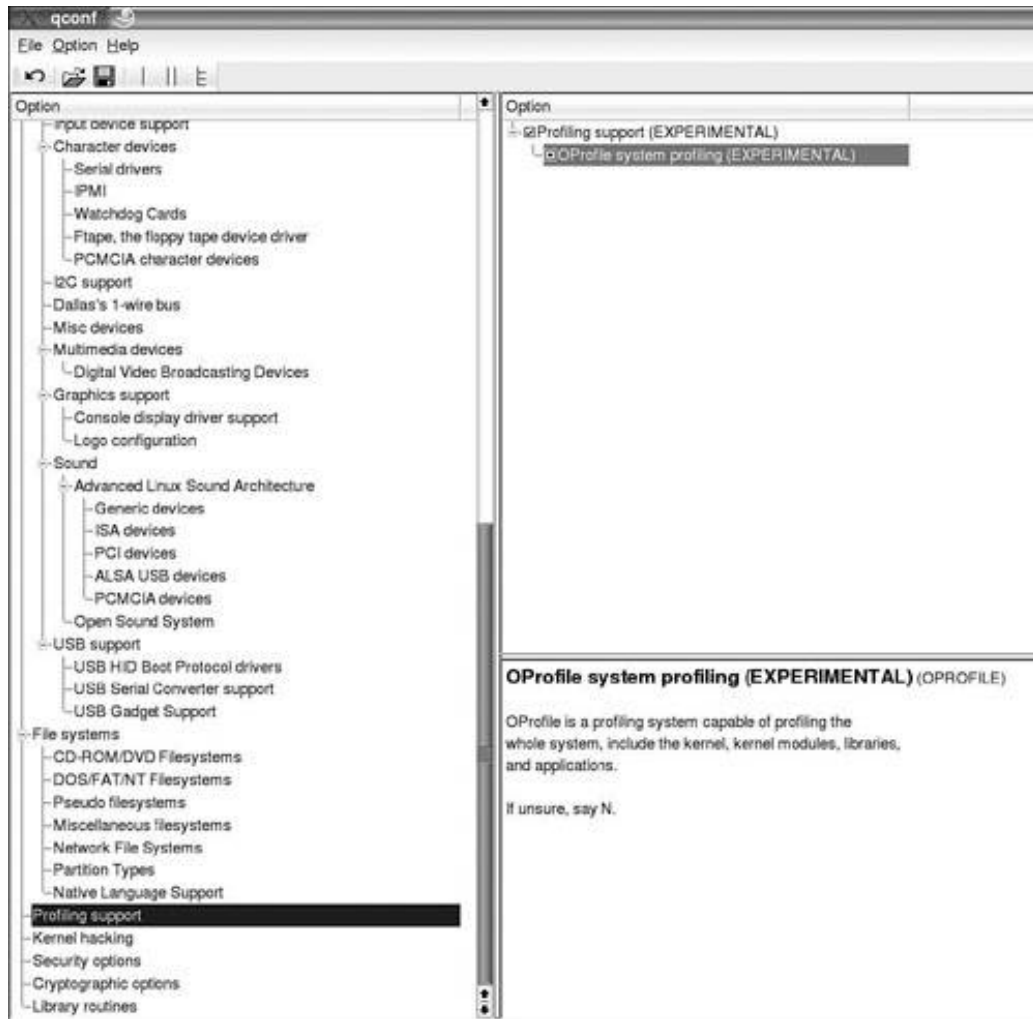 qconf
File Option Help
Option
Input device support
Character devices
Serial drivers
IPMI
Watchdog Cards
Ftape, the floppy tape device driver
PCMCIA character devices
I2C support
Dallas's 1-wire bus
Misc devices
Multimedia devices
Digital Video Broadcasting Devices
Graphics support
Console display driver support
Logo configuration
Sound
Advanced Linux Sound Architecture
Generic devices
ISA devices
PCI devices
ALSA USB devices
PCMCIA devices
Open Sound System
USB support
USB HID Boot Protocol drivers
USB Serial Converter support
USB Gadget Support
File systems
CD-ROM/DVD Filesystems
DOS/FAT/NT Filesystems
Pseudo filesystems
Miscellaneous filesystems
Network File Systems
Partition Types
Native Language Support
Profiling support
Kernel hacking
Security options
Cryptographic options
Library routines
Option
Profiling support (EXPERIMENTAL)
OProfile system profiling (EXPERIMENTAL)
OProfile system profiling (EXPERIMENTAL) (OPROFILE)
OProfile is a profiling system capable of profiling the
whole system, include the kernel, kernel modules, libraries,
and applications.
If unsure, say N.